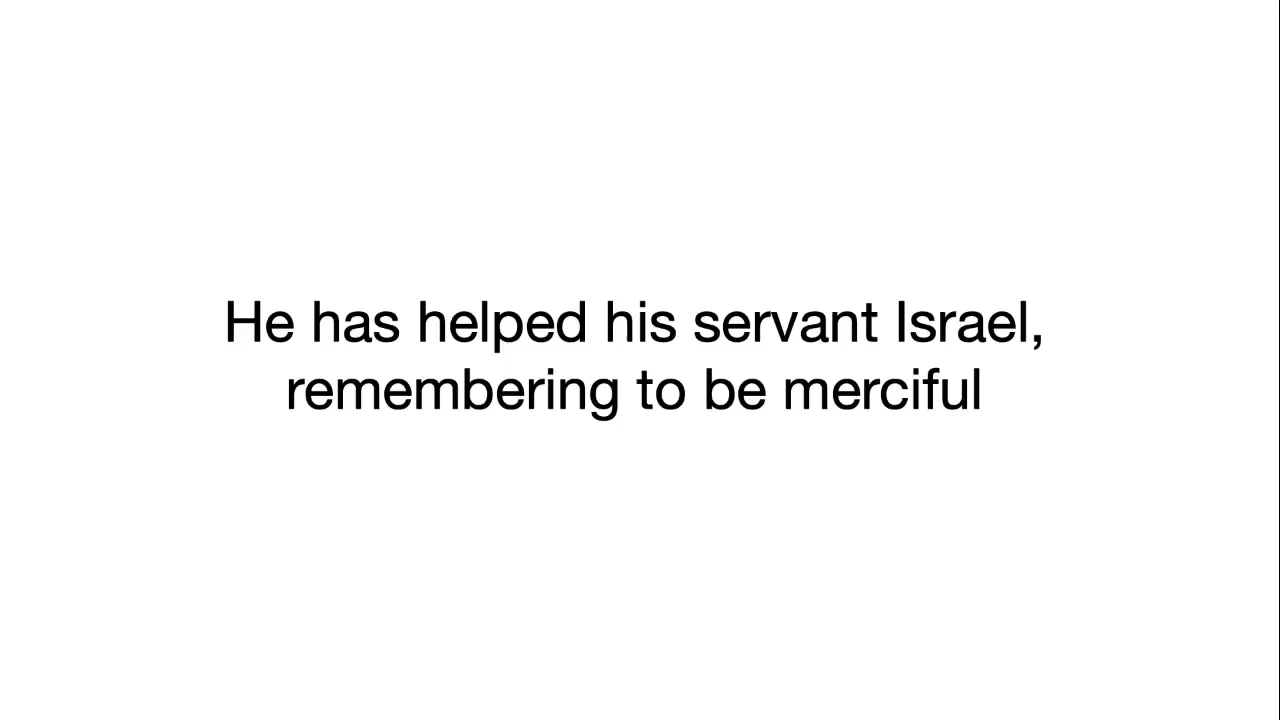 He has helped his servant Israel,
remembering to be merciful